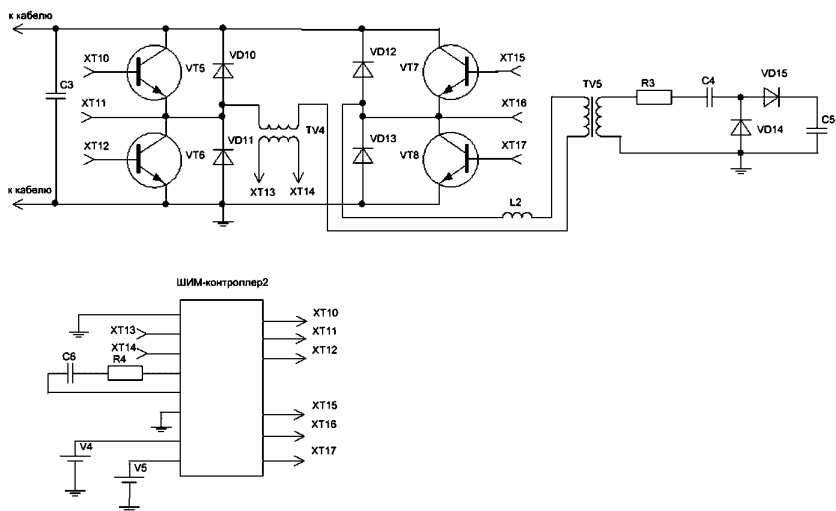 к кабелю
XT10
VT5
VD10
VD12
VT7
XT15
C3
XT11
XT16
TV4
XT12
VT6
VD11
VD13
VT8
XT17
XT13
XT14
L2
TV5
R3
C4
VD15
VD14
C5
к кабелю
ШИМ-контроллер2
XT13
XT14
C6
R4
V4
V5
XT10
XT11
XT12
XT15
XT16
XT17